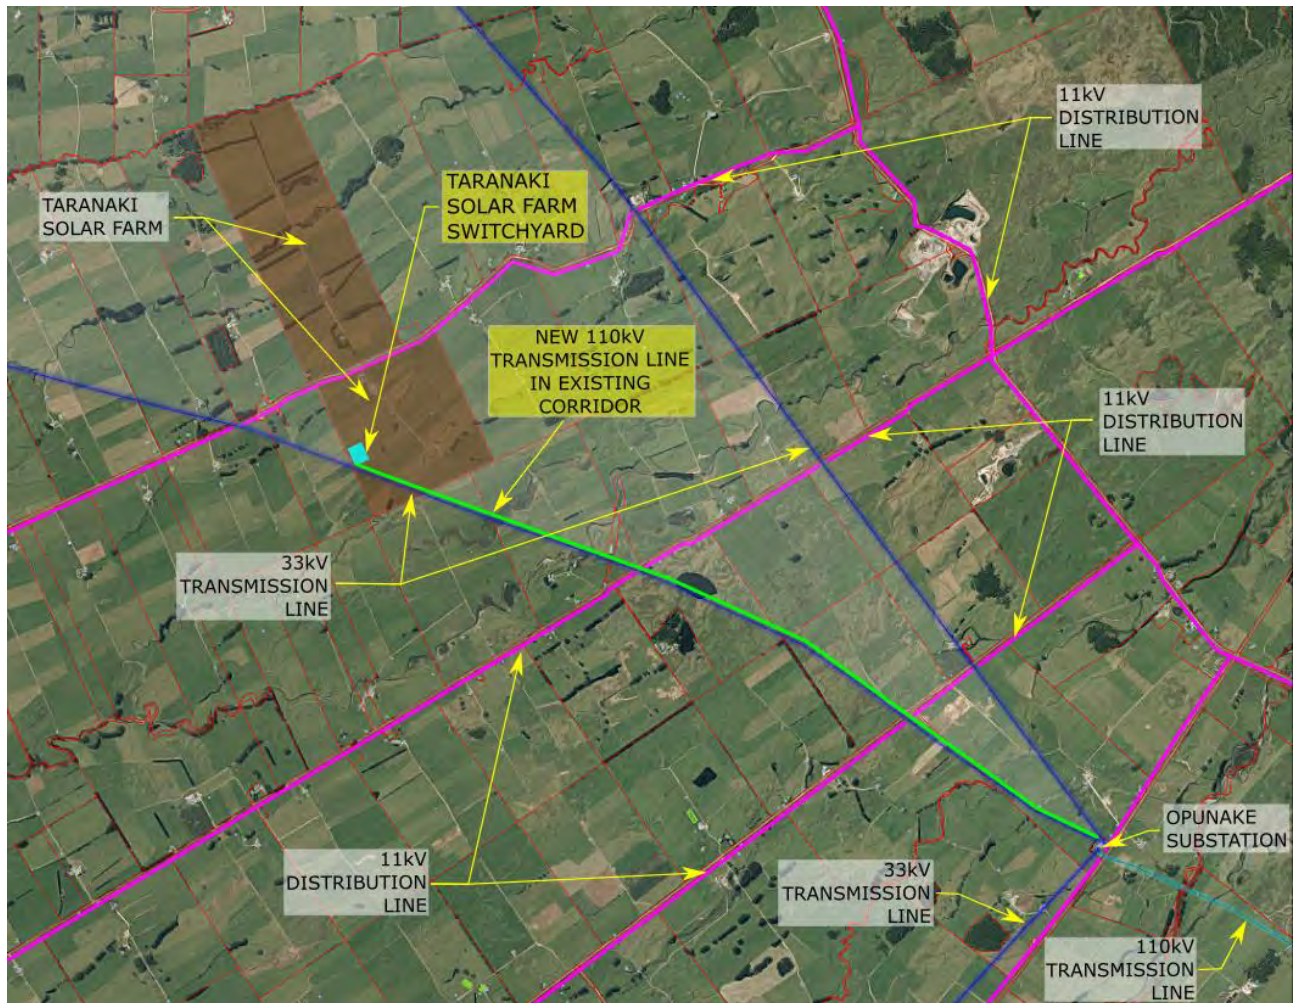 11kV
DISTRIBUTION
LINE
TARANAKI
SOLAR FARM
SWITCHYARD
TARANAKI
SOLAR FARM
NEW 110kV
TRANSMISSION LINE
IN EXISTING
CORRIDOR
11kV
DISTRIBUTION
LINE
33kV
TRANSMISSION
LINE
OPUNAKE
SUBSTATION
11kV
DISTRIBUTION
LINE
33kV
TRANSMISSION
LINE
110kV
TRANSMISSION
LINE